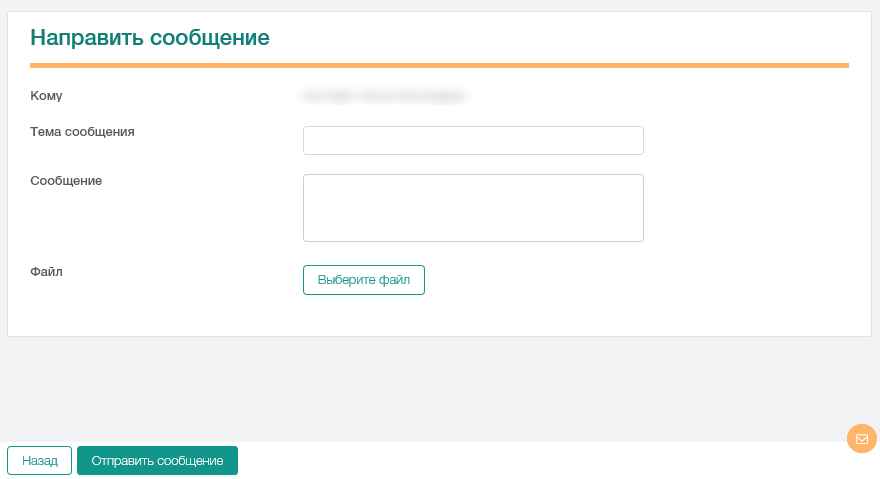 Направить сообщение
Кому
Тема сообщения
Сообщение
Файл
Выберите файл
Назад
Отправить сообщение